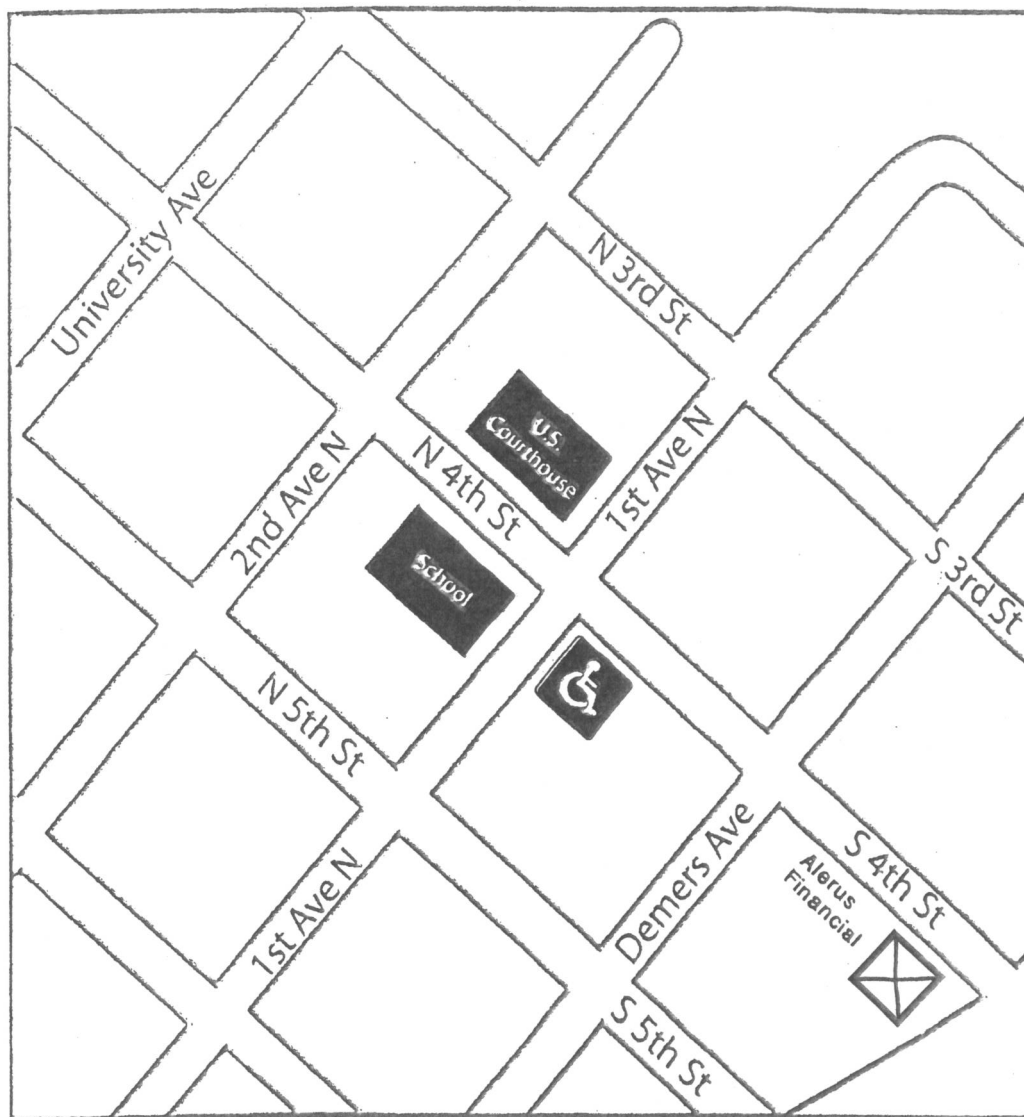 University Ave
N 3rd St
U.S.
Courthouse
N 4th St
1st Ave N
2nd Ave N
School
S 3rd St
N 5th St
Demers Ave
S 4th St
Alerus
Financial
1st Ave N
S 5th St